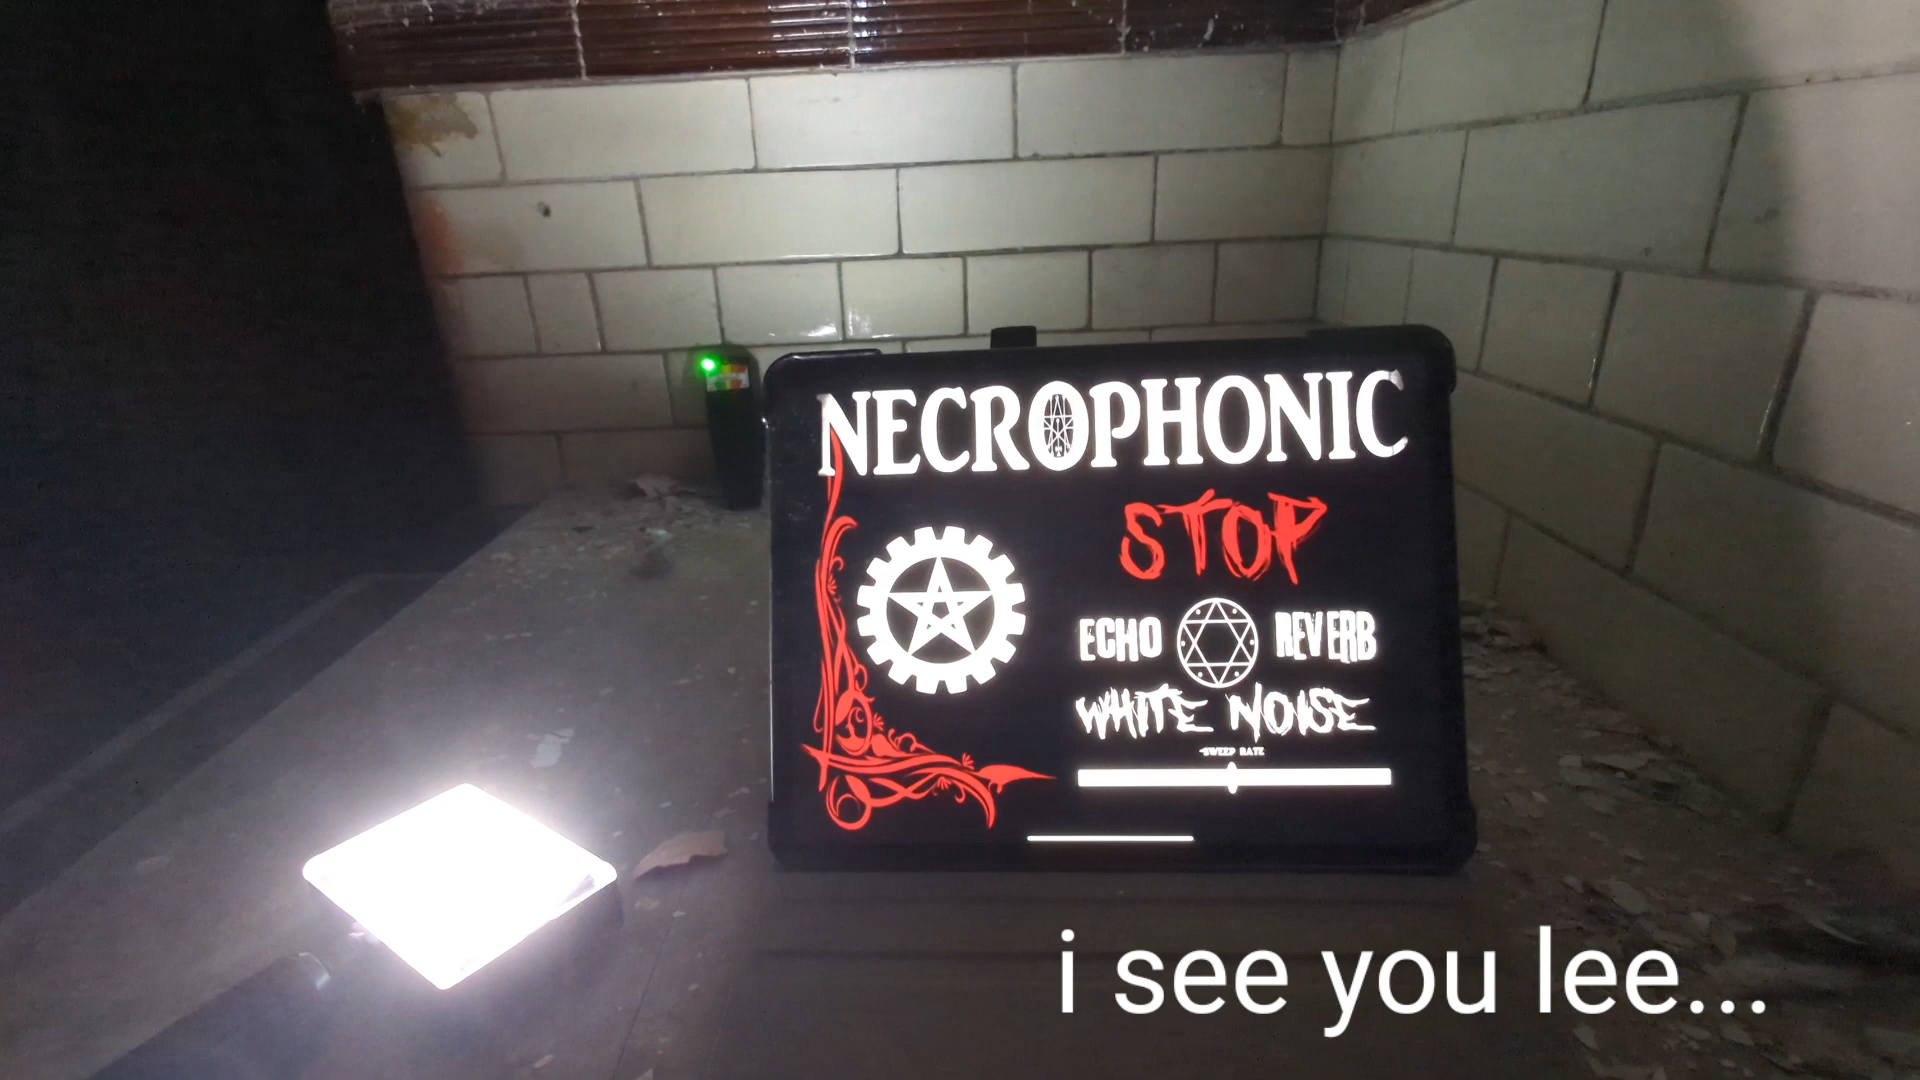 NECROPHONIC
STOP
ECHO REVERB
WHITE NOISE
SWEEP RATE
i see you lee...